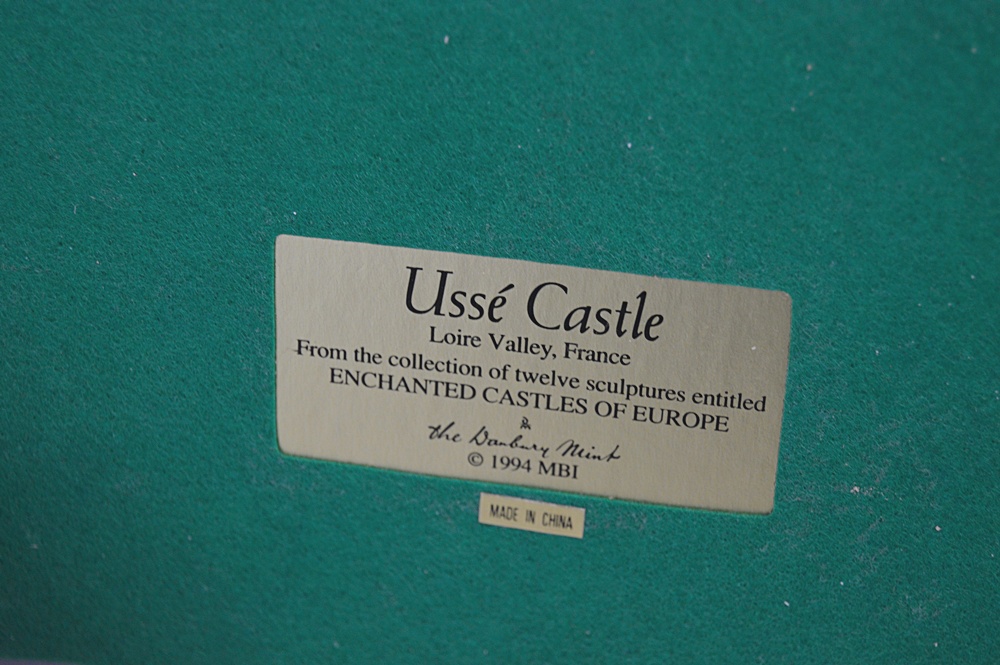 Ussé Castle
Loire Valley, France
From the collection of twelve sculptures entitled
ENCHANTED CASTLES OF EUROPE
the Danbury Mint
© 1994 MBI
MADE IN CHINA